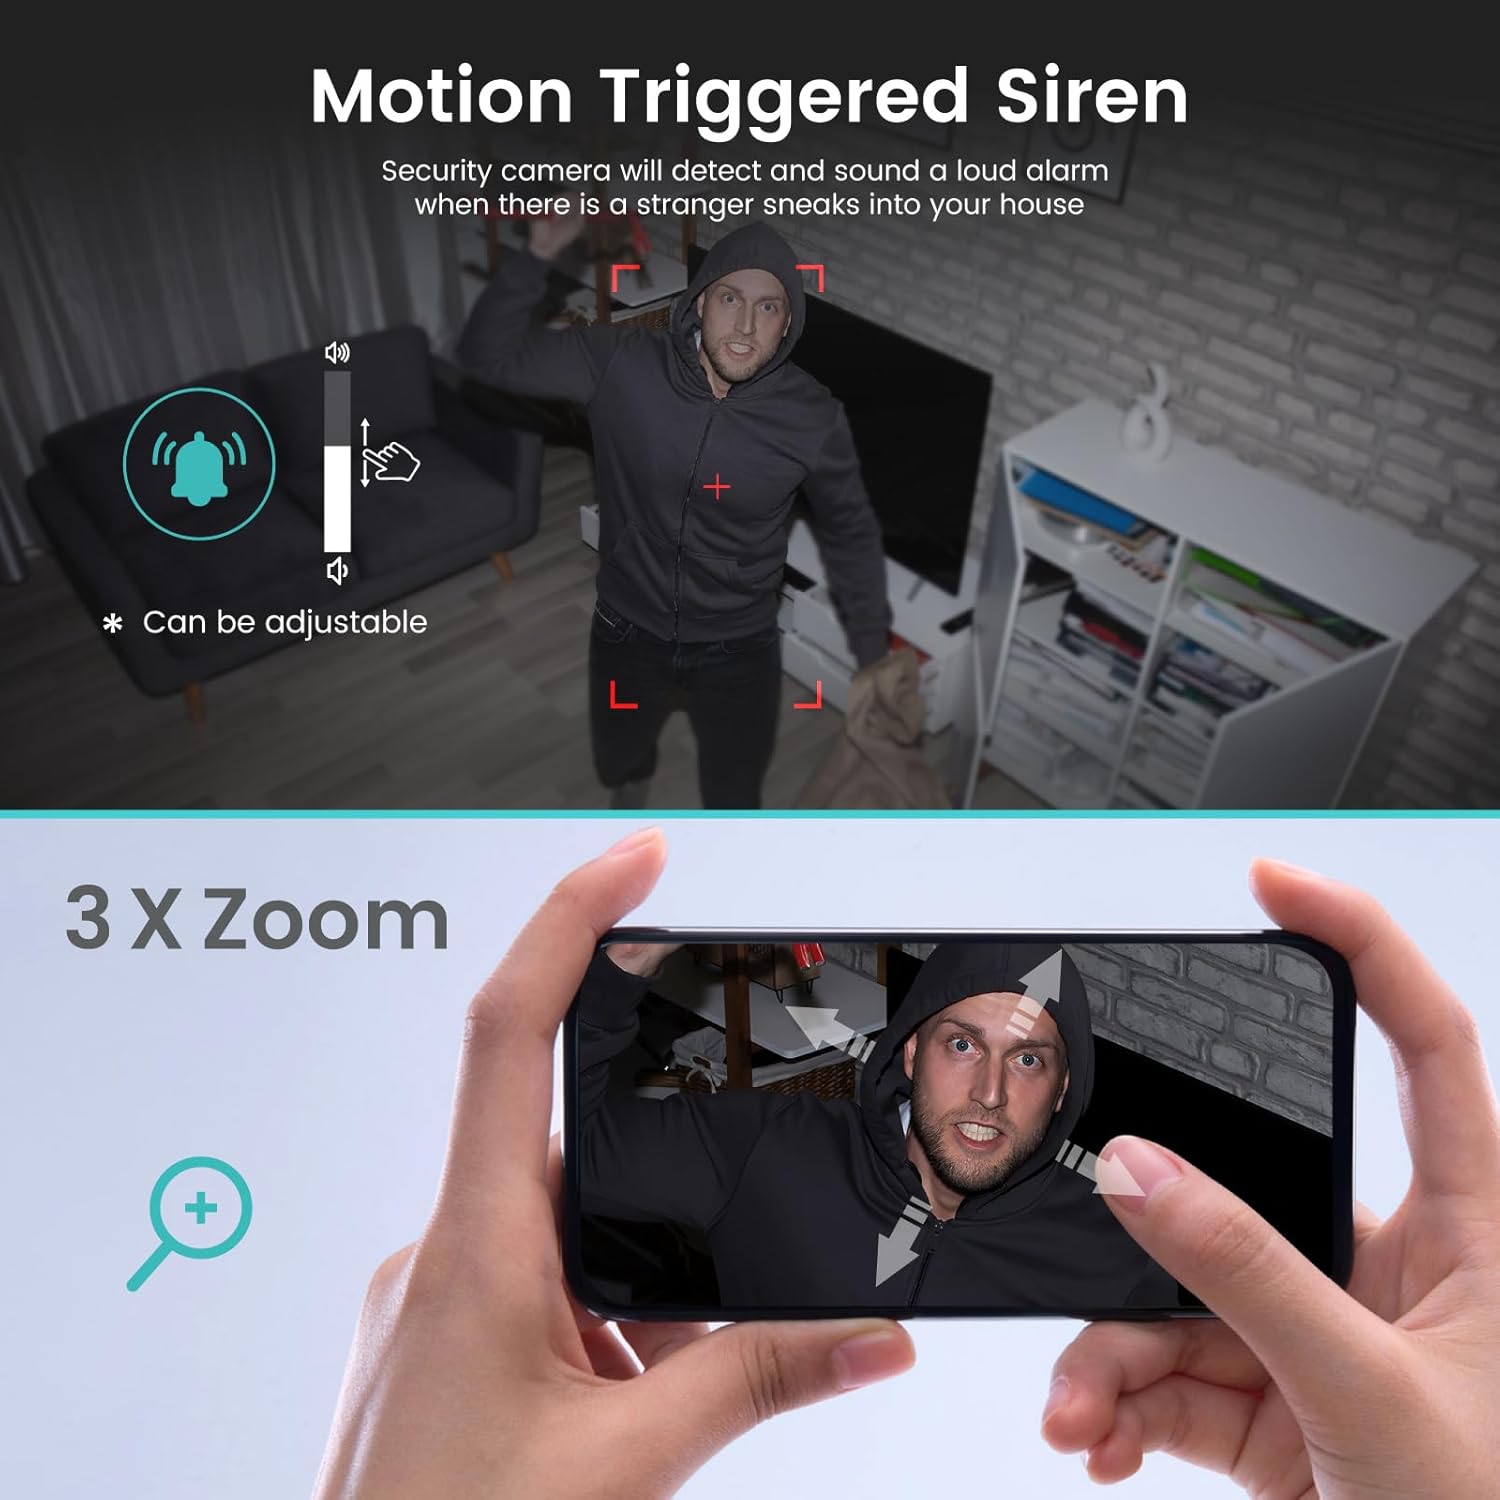 Motion Triggered Siren
Security camera will detect and sound a loud alarm
when there is a stranger sneaks into your house
* Can be adjustable
3 X Zoom